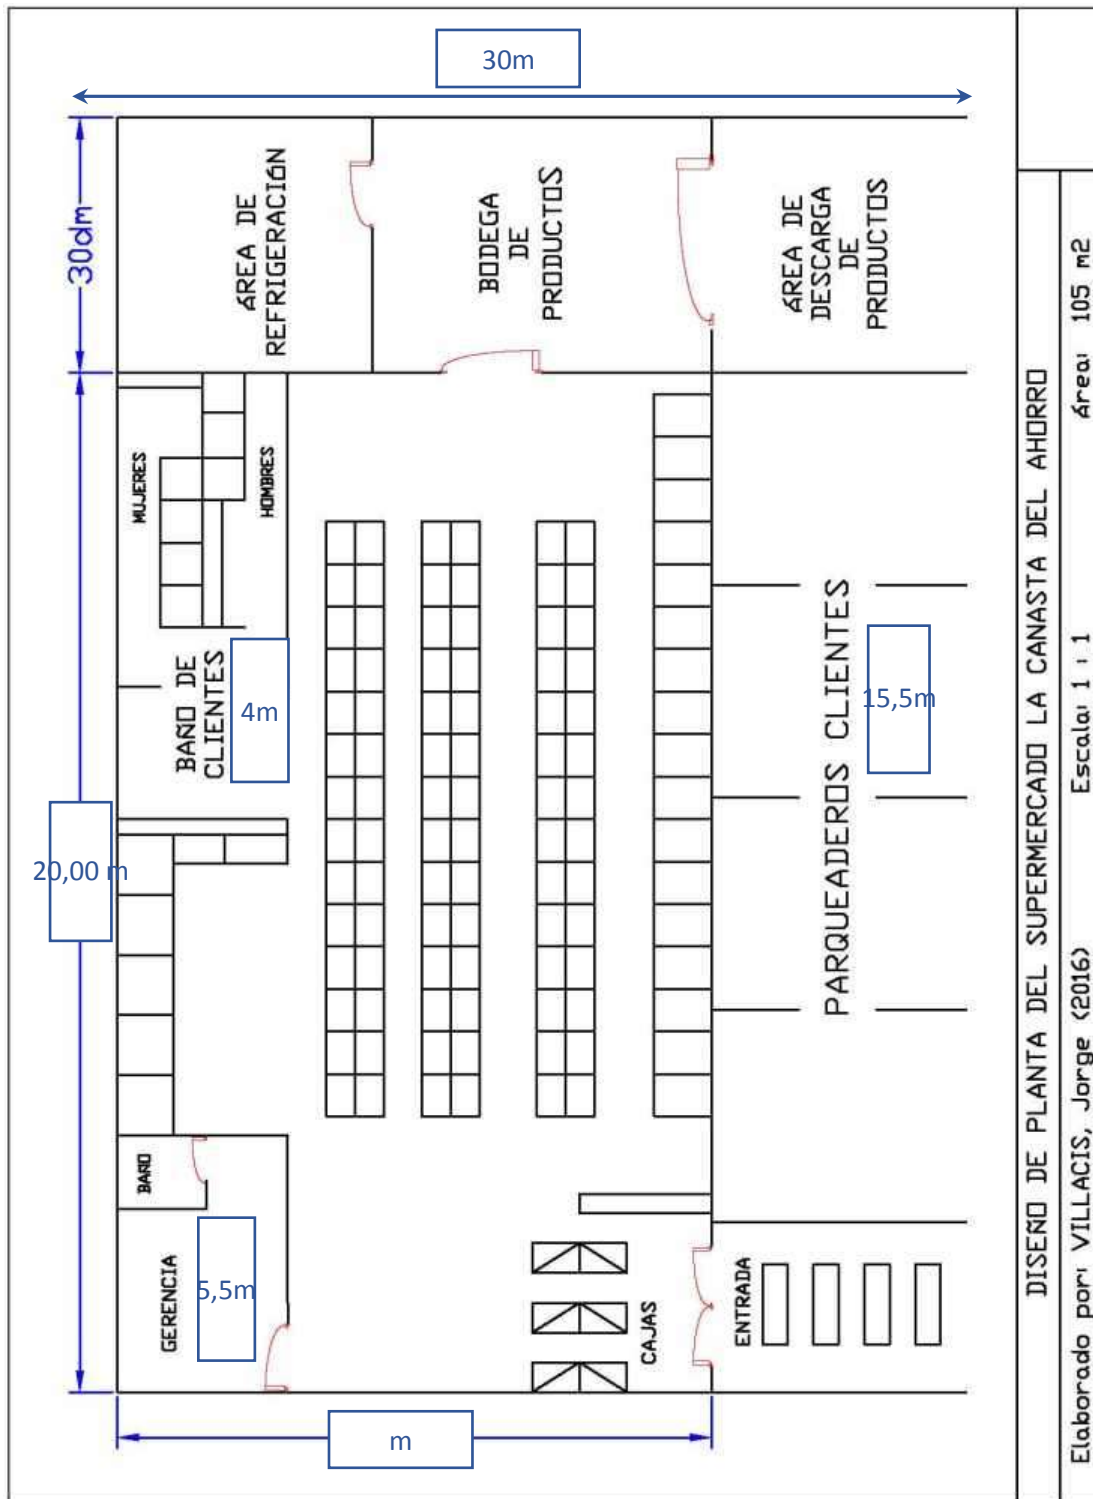 30m
30dm
ÁREA DE
REFRIGERACIÓN
BODEGA
DE
PRODUCTOS
ÁREA DE
DESCARGA
DE
PRODUCTOS
MUJERES
HOMBRES
BAÑO DE
CLIENTES
4m
PARQUEADEROS CLIENTES
15,5m
20,00 m
BAÑO
GERENCIA
5,5m
CAJAS
ENTRADA
m
DISEÑO DE PLANTA DEL SUPERMERCADO LA CANASTA DEL AHORRO
Elaborado por: VILLACIS, Jorge (2016) Escala: 1 : 1 Área: 105 m2